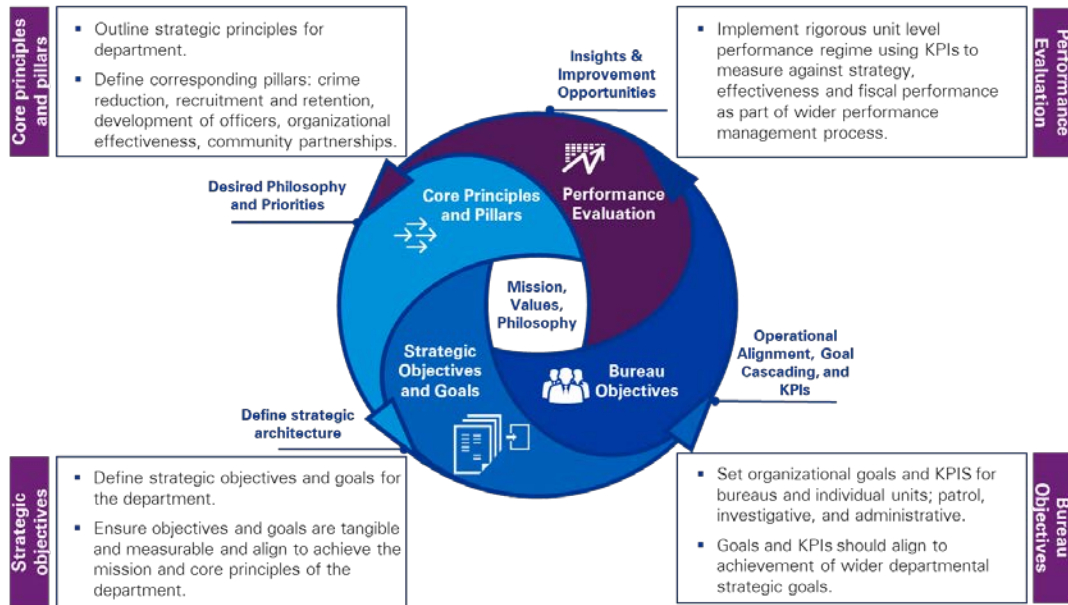 Core principles
and pillars
▪ Outline strategic principles for
department.
▪ Define corresponding pillars: crime
reduction, recruitment and retention,
development of officers, organizational
effectiveness, community partnerships.
Insights &
Improvement
Opportunities
▪ Implement rigorous unit level
performance regime using KPIs to
measure against strategy,
effectiveness and fiscal performance
as part of wider performance
management process.
Performance
Evaluation
Desired Philosophy
and Priorities
Core Principles
and Pillars
Performance
Evaluation
Mission,
Values,
Philosophy
Strategic
Objectives
and Goals
Bureau
Objectives
Operational
Alignment, Goal
Cascading, and
KPIs
Define strategic
architecture
Strategic
objectives
▪ Define strategic objectives and goals for
the department.
▪ Ensure objectives and goals are tangible
and measurable and align to achieve the
mission and core principles of the
department.
▪ Set organizational goals and KPIS for
bureaus and individual units; patrol,
investigative, and administrative.
▪ Goals and KPIs should align to
achievement of wider departmental
strategic goals.
Bureau
Objectives